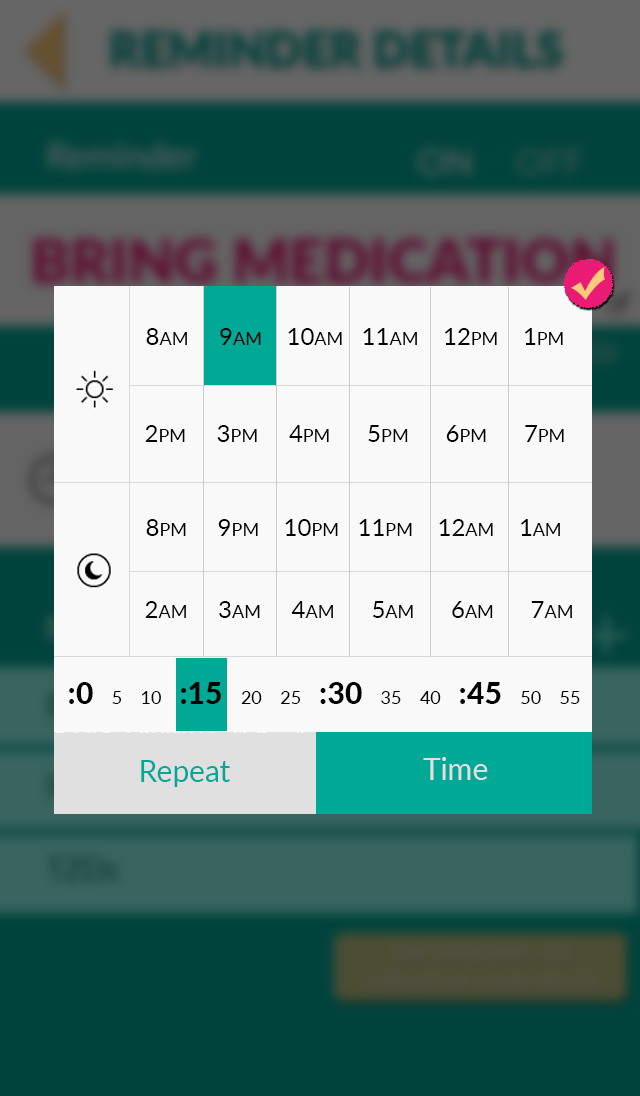 REMINDER DETAILS
Reminder ON OFF
BRING MEDICATION
8AM 9AM 10AM 11AM 12PM 1PM
2PM 3PM 4PM 5PM 6PM 7PM
8PM 9PM 10PM 11PM 12AM 1AM
2AM 3AM 4AM 5AM 6AM 7AM
:0 5 10 :15 20 25 :30 35 40 :45 50 55
Repeat Time
TZDs